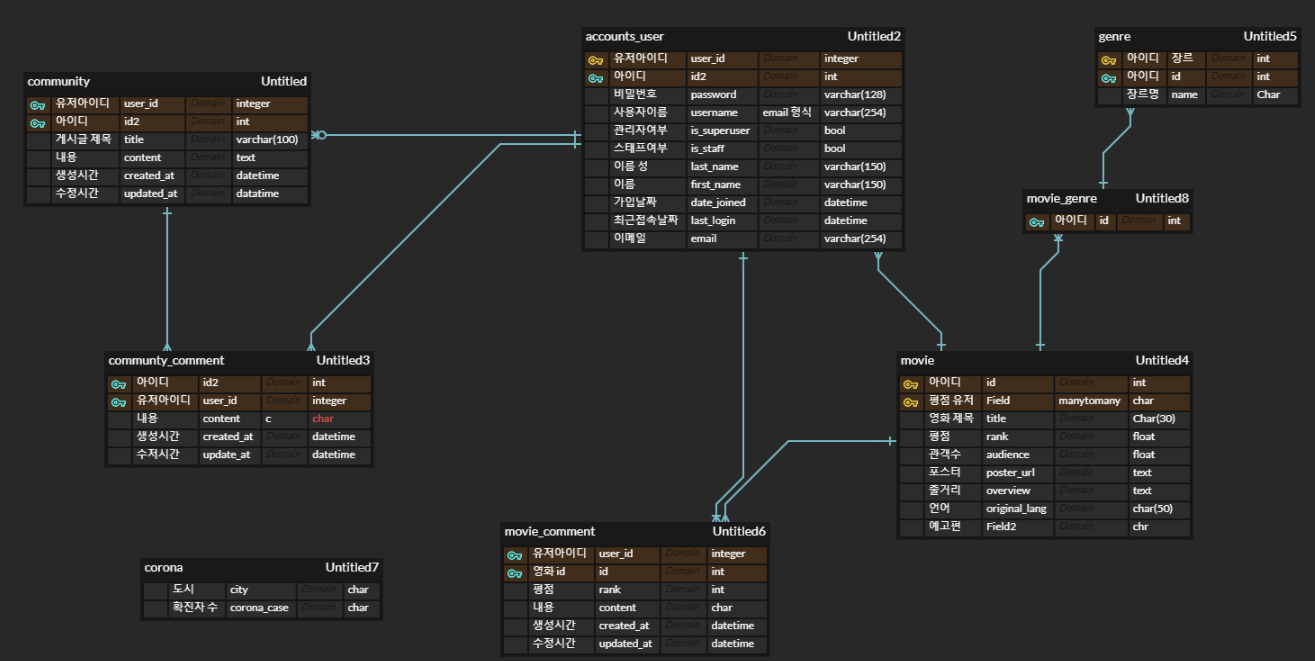 community Untitled
유저아이디 user_id Domain integer
아이디 id2 Domain int
게시글 제목 title Domain varchar(100)
내용 content Domain text
생성시간 created_at Domain datetime
수정시간 updated_at Domain datatime
accounts_user Untitled2
유저아이디 user_id Domain integer
아이디 id2 Domain int
비밀번호 password Domain varchar(128)
사용자이름 username email 형식 varchar(254)
관리자여부 is_superuser Domain bool
스태프여부 is_staff Domain bool
이름 성 last_name Domain varchar(150)
이름 first_name Domain varchar(150)
가입날짜 date_joined Domain datetime
최근접속날짜 last_login Domain datetime
이메일 email Domain varchar(254)
genre Untitled5
아이디 장르 Domain int
아이디 id Domain int
장르명 name Domain Char
movie_genre Untitled8
아이디 id Domain int
communty_comment Untitled3
아이디 id2 Domain int
유저아이디 user_id Domain integer
내용 content c char
생성시간 created_at Domain datetime
수저시간 update_at Domain datetime
movie Untitled4
아이디 id Domain int
평점 유저 Field manytomany char
영화 제목 title Domain Char(30)
평점 rank Domain float
관객수 audience Domain float
포스터 poster_url Domain text
줄거리 overview Domain text
언어 original_lang Domain char(50)
예고편 Field2 Domain chr
movie_comment Untitled6
유저아이디 user_id Domain integer
영화 id id Domain int
평점 rank Domain int
내용 content Domain char
생성시간 created_at Domain datetime
수정시간 updated_at Domain datetime
corona Untitled7
도시 city Domain char
확진자 수 corona_case Domain char